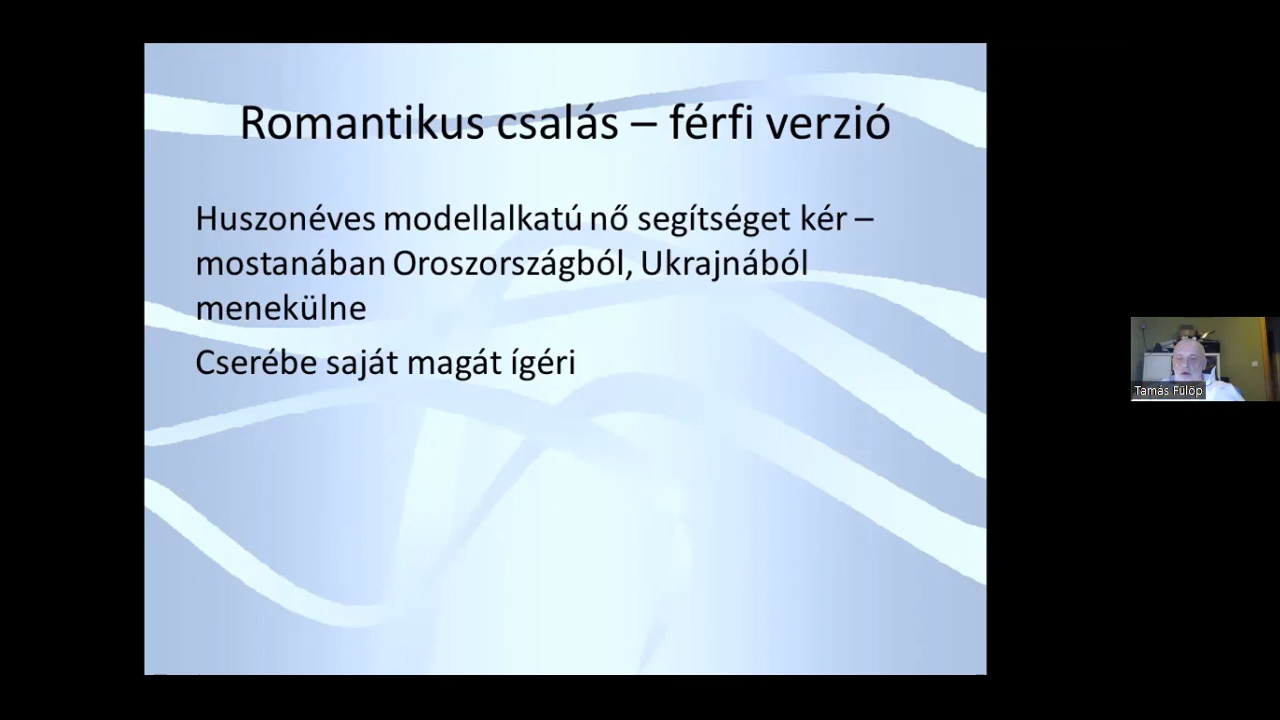 Romantikus csalás – férfi verzió
Huszonéves modellalkatú nő segítséget kér –
mostanában Oroszországból, Ukrajnából
menekülne
Cserébe saját magát ígéri
Tamás Fülöp